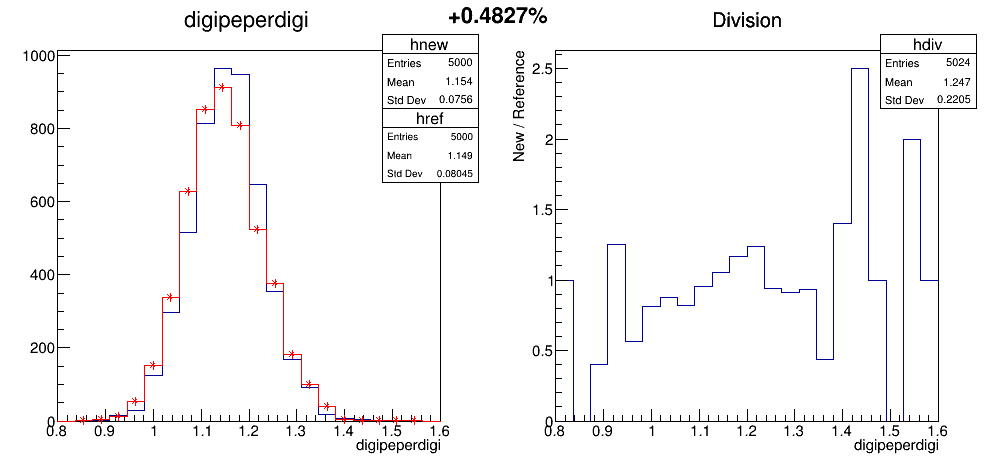 +0.4827%
digipeperdigi
hnew
Entries 5000
Mean 1.154
Std Dev 0.0756
href
Entries 5000
Mean 1.149
Std Dev 0.08045
1000
800
600
400
200
0
0.8 0.9 1 1.1 1.2 1.3 1.4 1.5 1.6
digipeperdigi
Division
hdiv
Entries 5024
Mean 1.247
Std Dev 0.2205
New / Reference
2.5
2
1.5
1
0.5
0
0.8 0.9 1 1.1 1.2 1.3 1.4 1.5 1.6
digipeperdigi